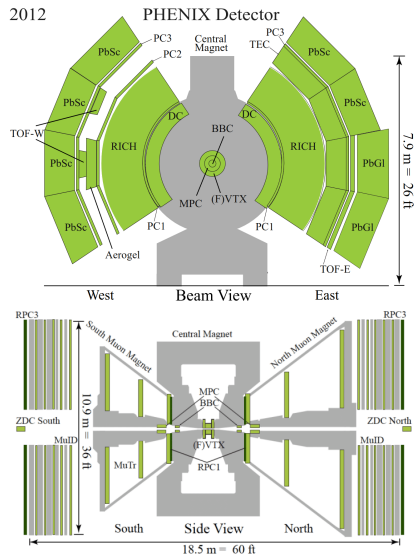 2012
PHENIX Detector
Central
Magnet
PC3
PC2
PbSc
PbSc
TOF-W
PbSc
PbSc
Aerogel
RICH
DC
PC1
BBC
MPC
(F)VTX
PC3
TEC
PbSc
PbSc
DC
RICH
PbGl
PbGl
PC1
TOF-E
7.9 m = 26 ft
West
Beam View
East
RPC3
South Muon Magnet
Central Magnet
North Muon Magnet
RPC3
10.9 m = 36 ft
MPC
BBC
ZDC South
ZDC North
MuID
(F)VTX
MuID
MuTr
RPC1
South
Side View
North
18.5 m = 60 ft